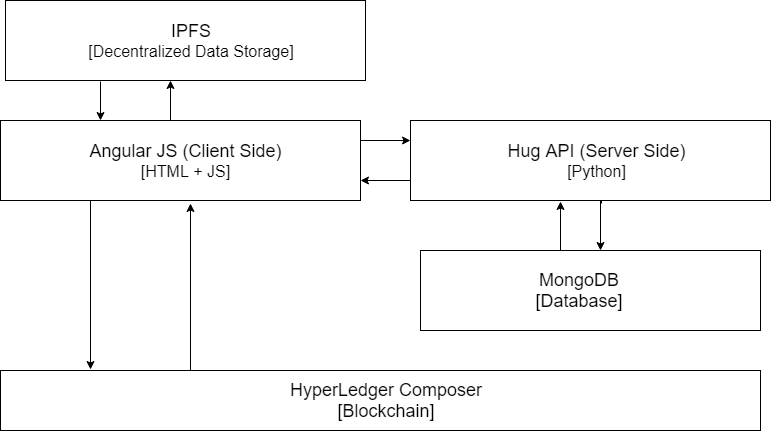 IPFS
[Decentralized Data Storage]
Angular JS (Client Side)
[HTML + JS]
Hug API (Server Side)
[Python]
MongoDB
[Database]
HyperLedger Composer
[Blockchain]